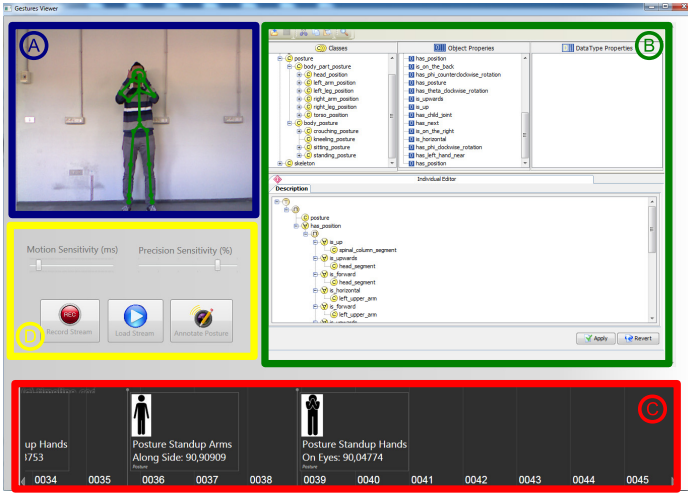 Gestures Viewer
A
B
Classes
Object Properies
DataType Properties
posture
body_part_posture
head_position
left_arm_position
left_leg_position
right_arm_position
right_leg_position
torso_position
body_posture
crouching_posture
kneeling_posture
sitting_posture
standing_posture
skeleton
has_position
is_on_the_back
has_phi_counterclockwise_rotation
has_posture
has_theta_clockwise_rotation
is_upwards
is_up
has_child_joint
has_next
is_on_the_right
is_horizontal
has_phi_clockwise_rotation
has_left_hand_near
has_position
Individual Editor
Description
posture
has_position
is_up
spinal_column_segment
is_upwards
head_segment
is_forward
head_segment
is_horizontal
left_upper_arm
is_forward
left_upper_arm
is_upwards
Apply
Revert
Motion Sensitivity (ms)
Precision Sensitivity (%)
REC
Record Stream
Load Stream
Annotate Posture
D
C
up Hands
3753
Posture Standup Arms
Along Side: 90,90909
Posture
Posture Standup Hands
On Eyes: 90,04774
Posture
0034 0035 0036 0037 0038 0039 0040 0041 0042 0043 0044 0045